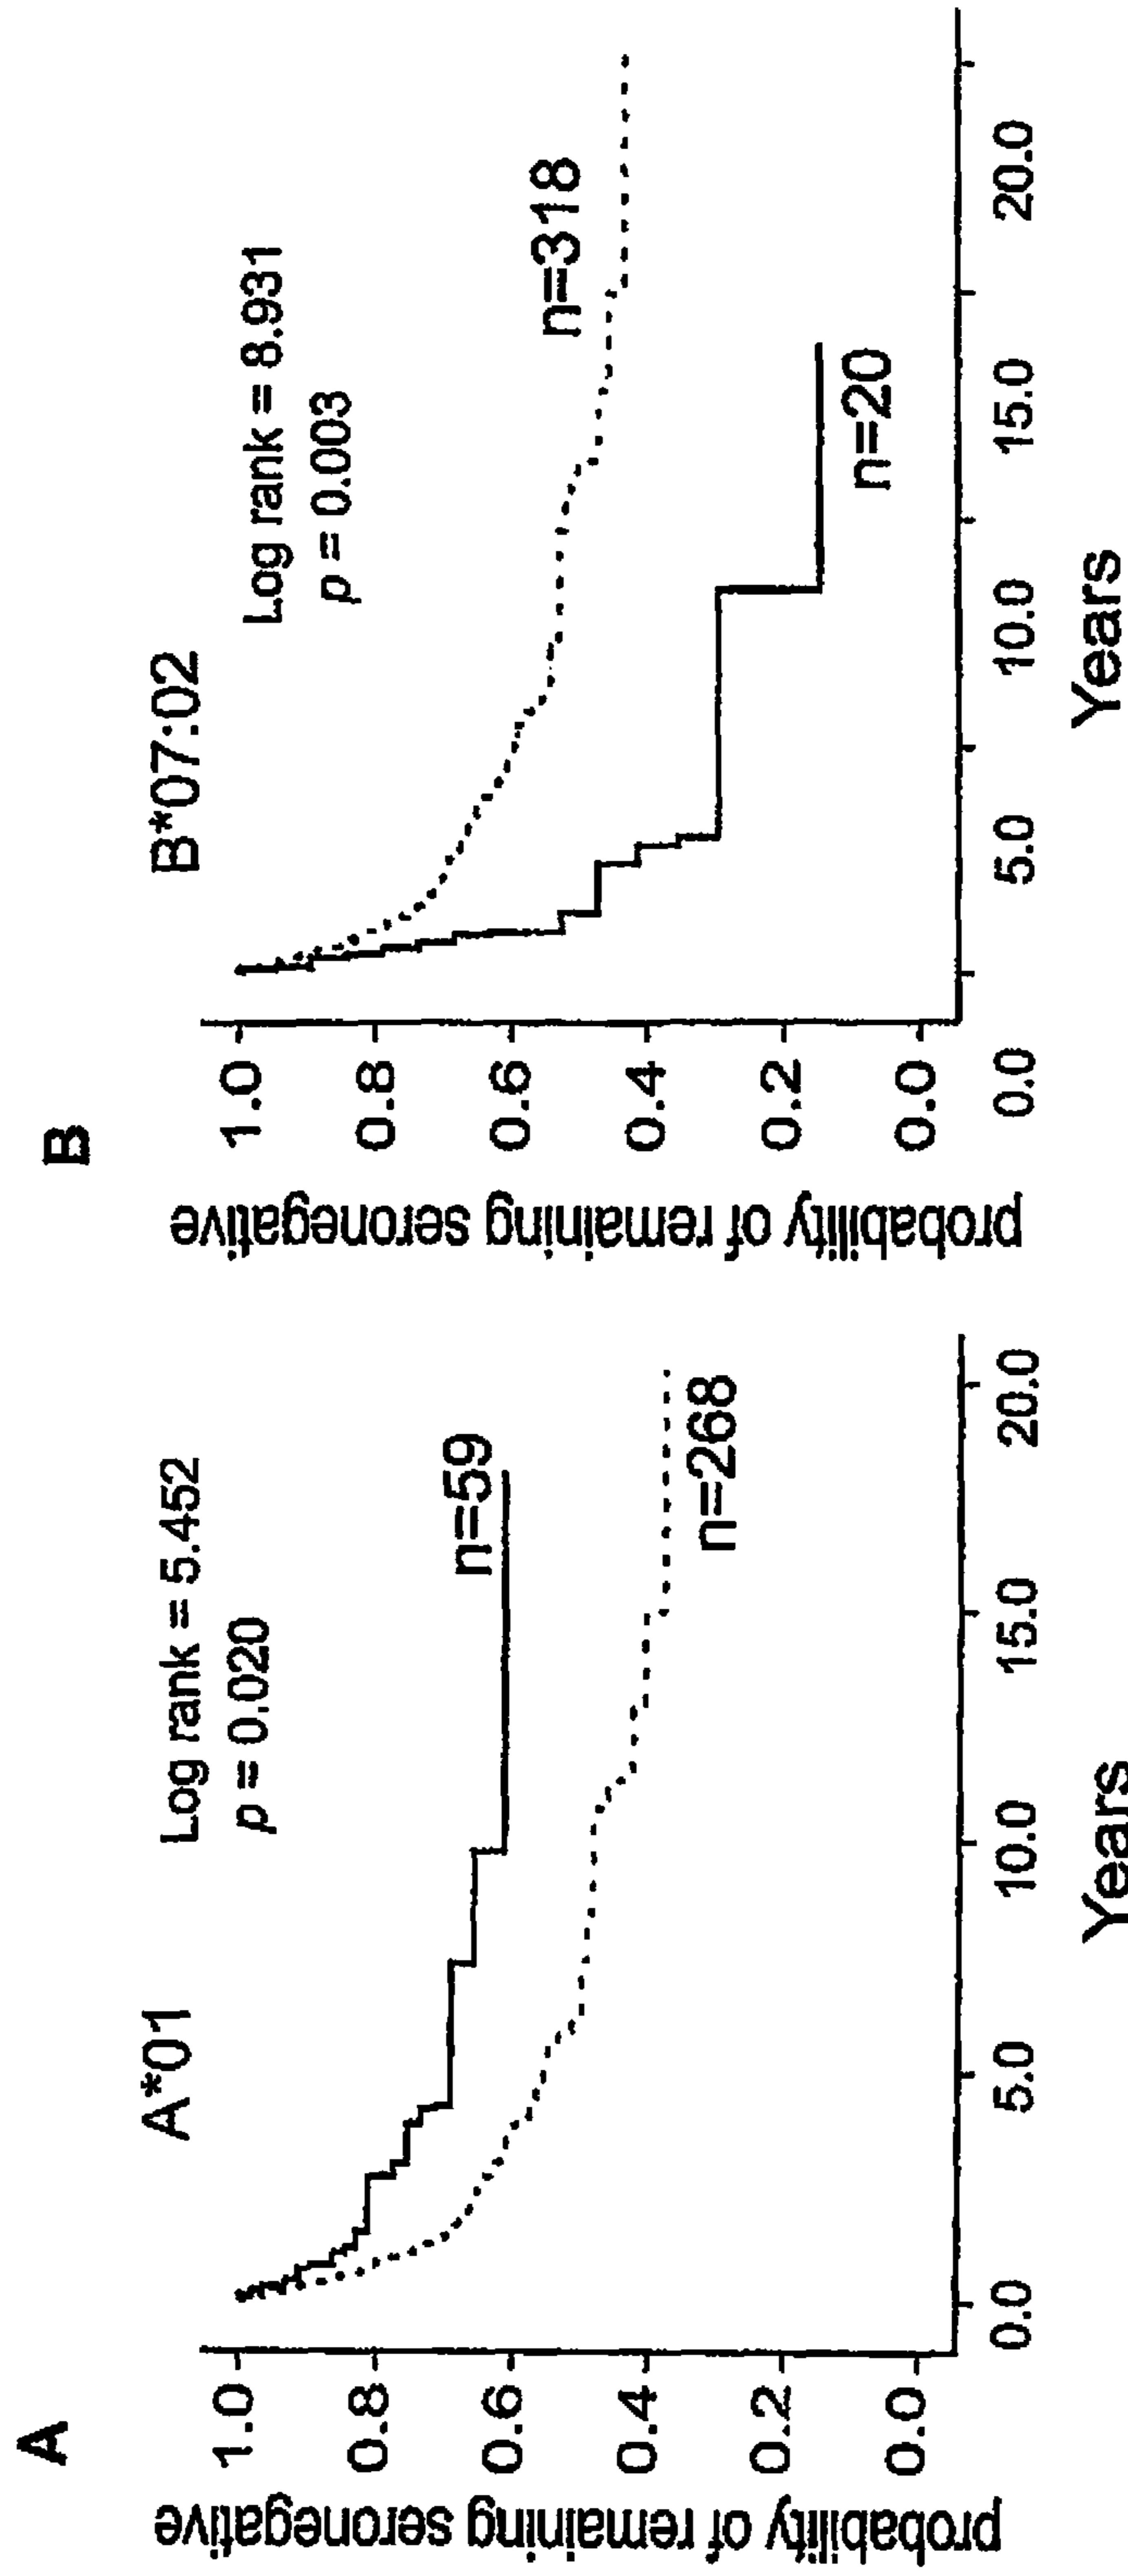 A
A*01
Log rank = 5.452
p = 0.020
n=59
n=268
probability of remaining seronegative
1.0
0.8
0.6
0.4
0.2
0.0
0.0
5.0
10.0
15.0
20.0
Years
B
B*07:02
Log rank = 8.931
p = 0.003
n=318
n=20
probability of remaining seronegative
1.0
0.8
0.6
0.4
0.2
0.0
0.0
5.0
10.0
15.0
20.0
Years